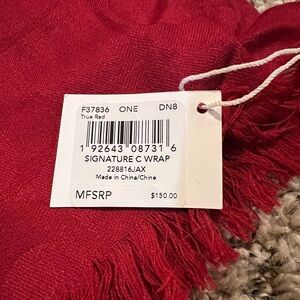 F37836 ONE DN8
True Red
1 92643 08731 6
SIGNATURE C WRAP
228816JAX
Made in China/Chine
MFSRP $150.00